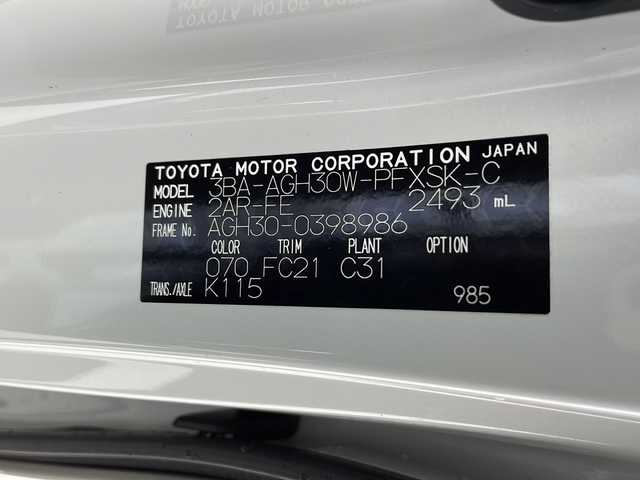 TOYOTA MOTOR CORPORATION JAPAN
MODEL 3BA-AGH30W-PFXSK-C
ENGINE 2AR-FE 2493 mL
FRAME No. AGH30-0398986
COLOR TRIM PLANT OPTION
070 FC21 C31
TRANS./AXLE K115 985